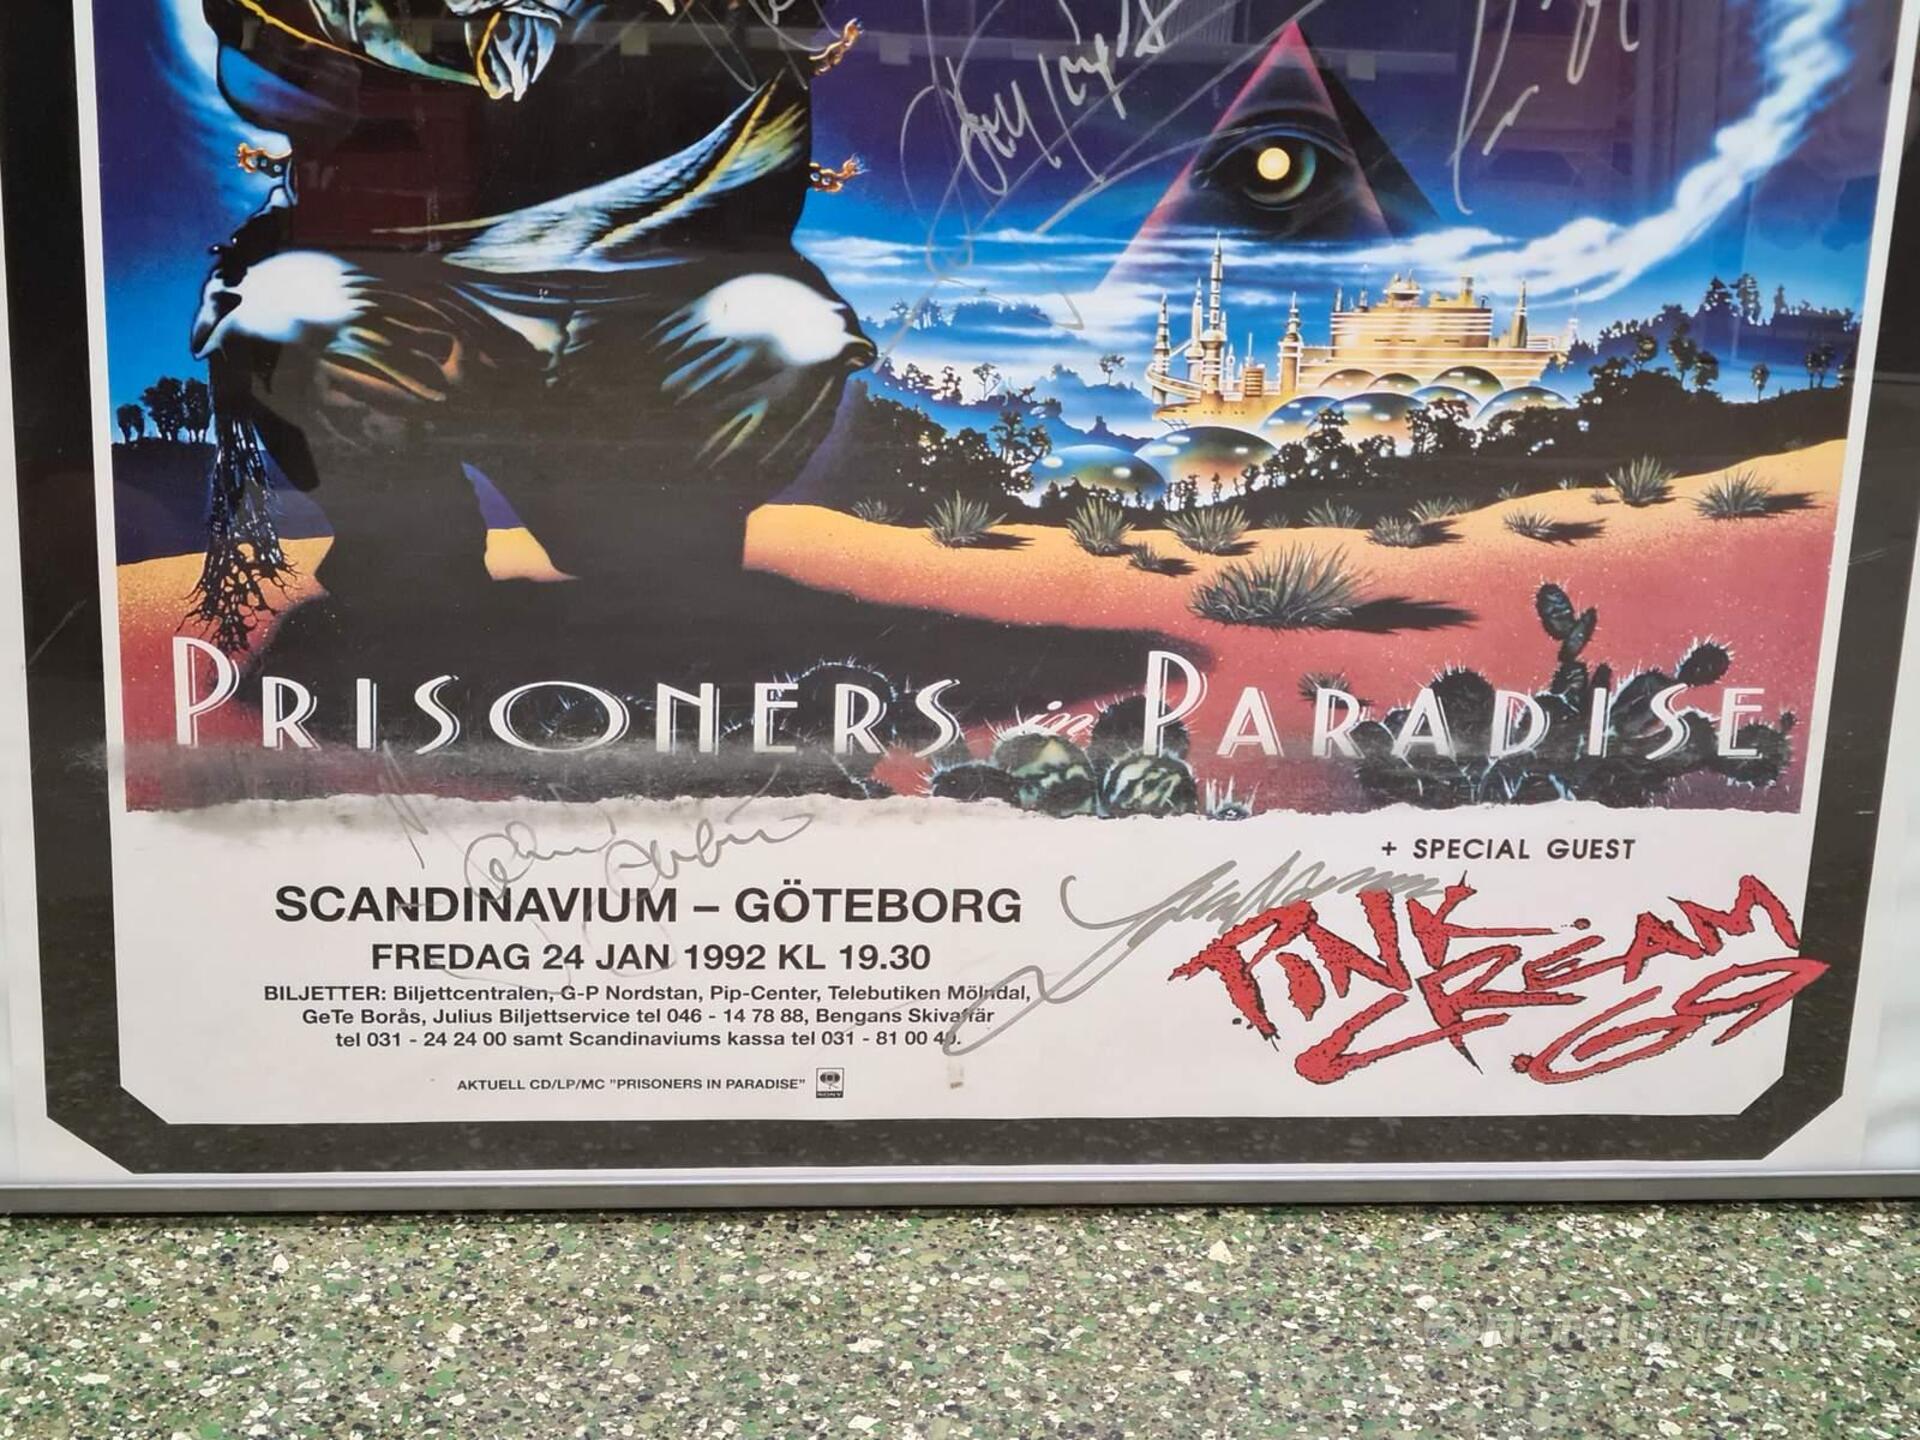 PRISONERS in PARADISE
+ SPECIAL GUEST
PINK CREAM 69
SCANDINAVIUM – GÖTEBORG
FREDAG 24 JAN 1992 KL 19.30
BILJETTER: Biljettcentralen, G-P Nordstan, Pip-Center, Telebutiken Mölndal,
GeTe Borås, Julius Biljettservice tel 046 - 14 78 88, Bengans Skivaffär
tel 031 - 24 24 00 samt Scandinaviums kassa tel 031 - 81 00 40.
AKTUELL CD/LP/MC "PRISONERS IN PARADISE"
SONY